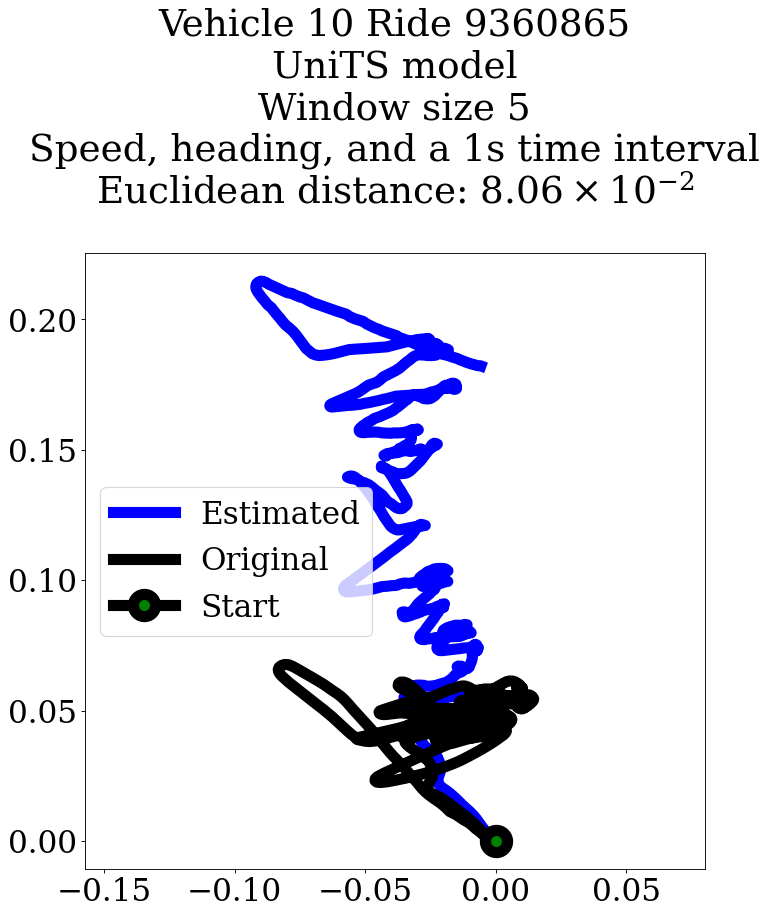 Vehicle 10 Ride 9360865
UniTS model
Window size 5
Speed, heading, and a 1s time interval
Euclidean distance: 8.06 × 10⁻²
0.20
0.15
0.10
0.05
0.00
Estimated
Original
Start
−0.15 −0.10 −0.05 0.00 0.05